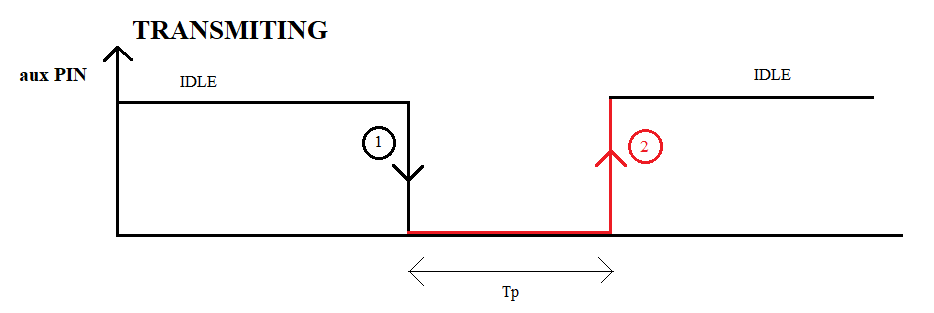 TRANSMITING
aux PIN
IDLE
IDLE
1
2
Tp